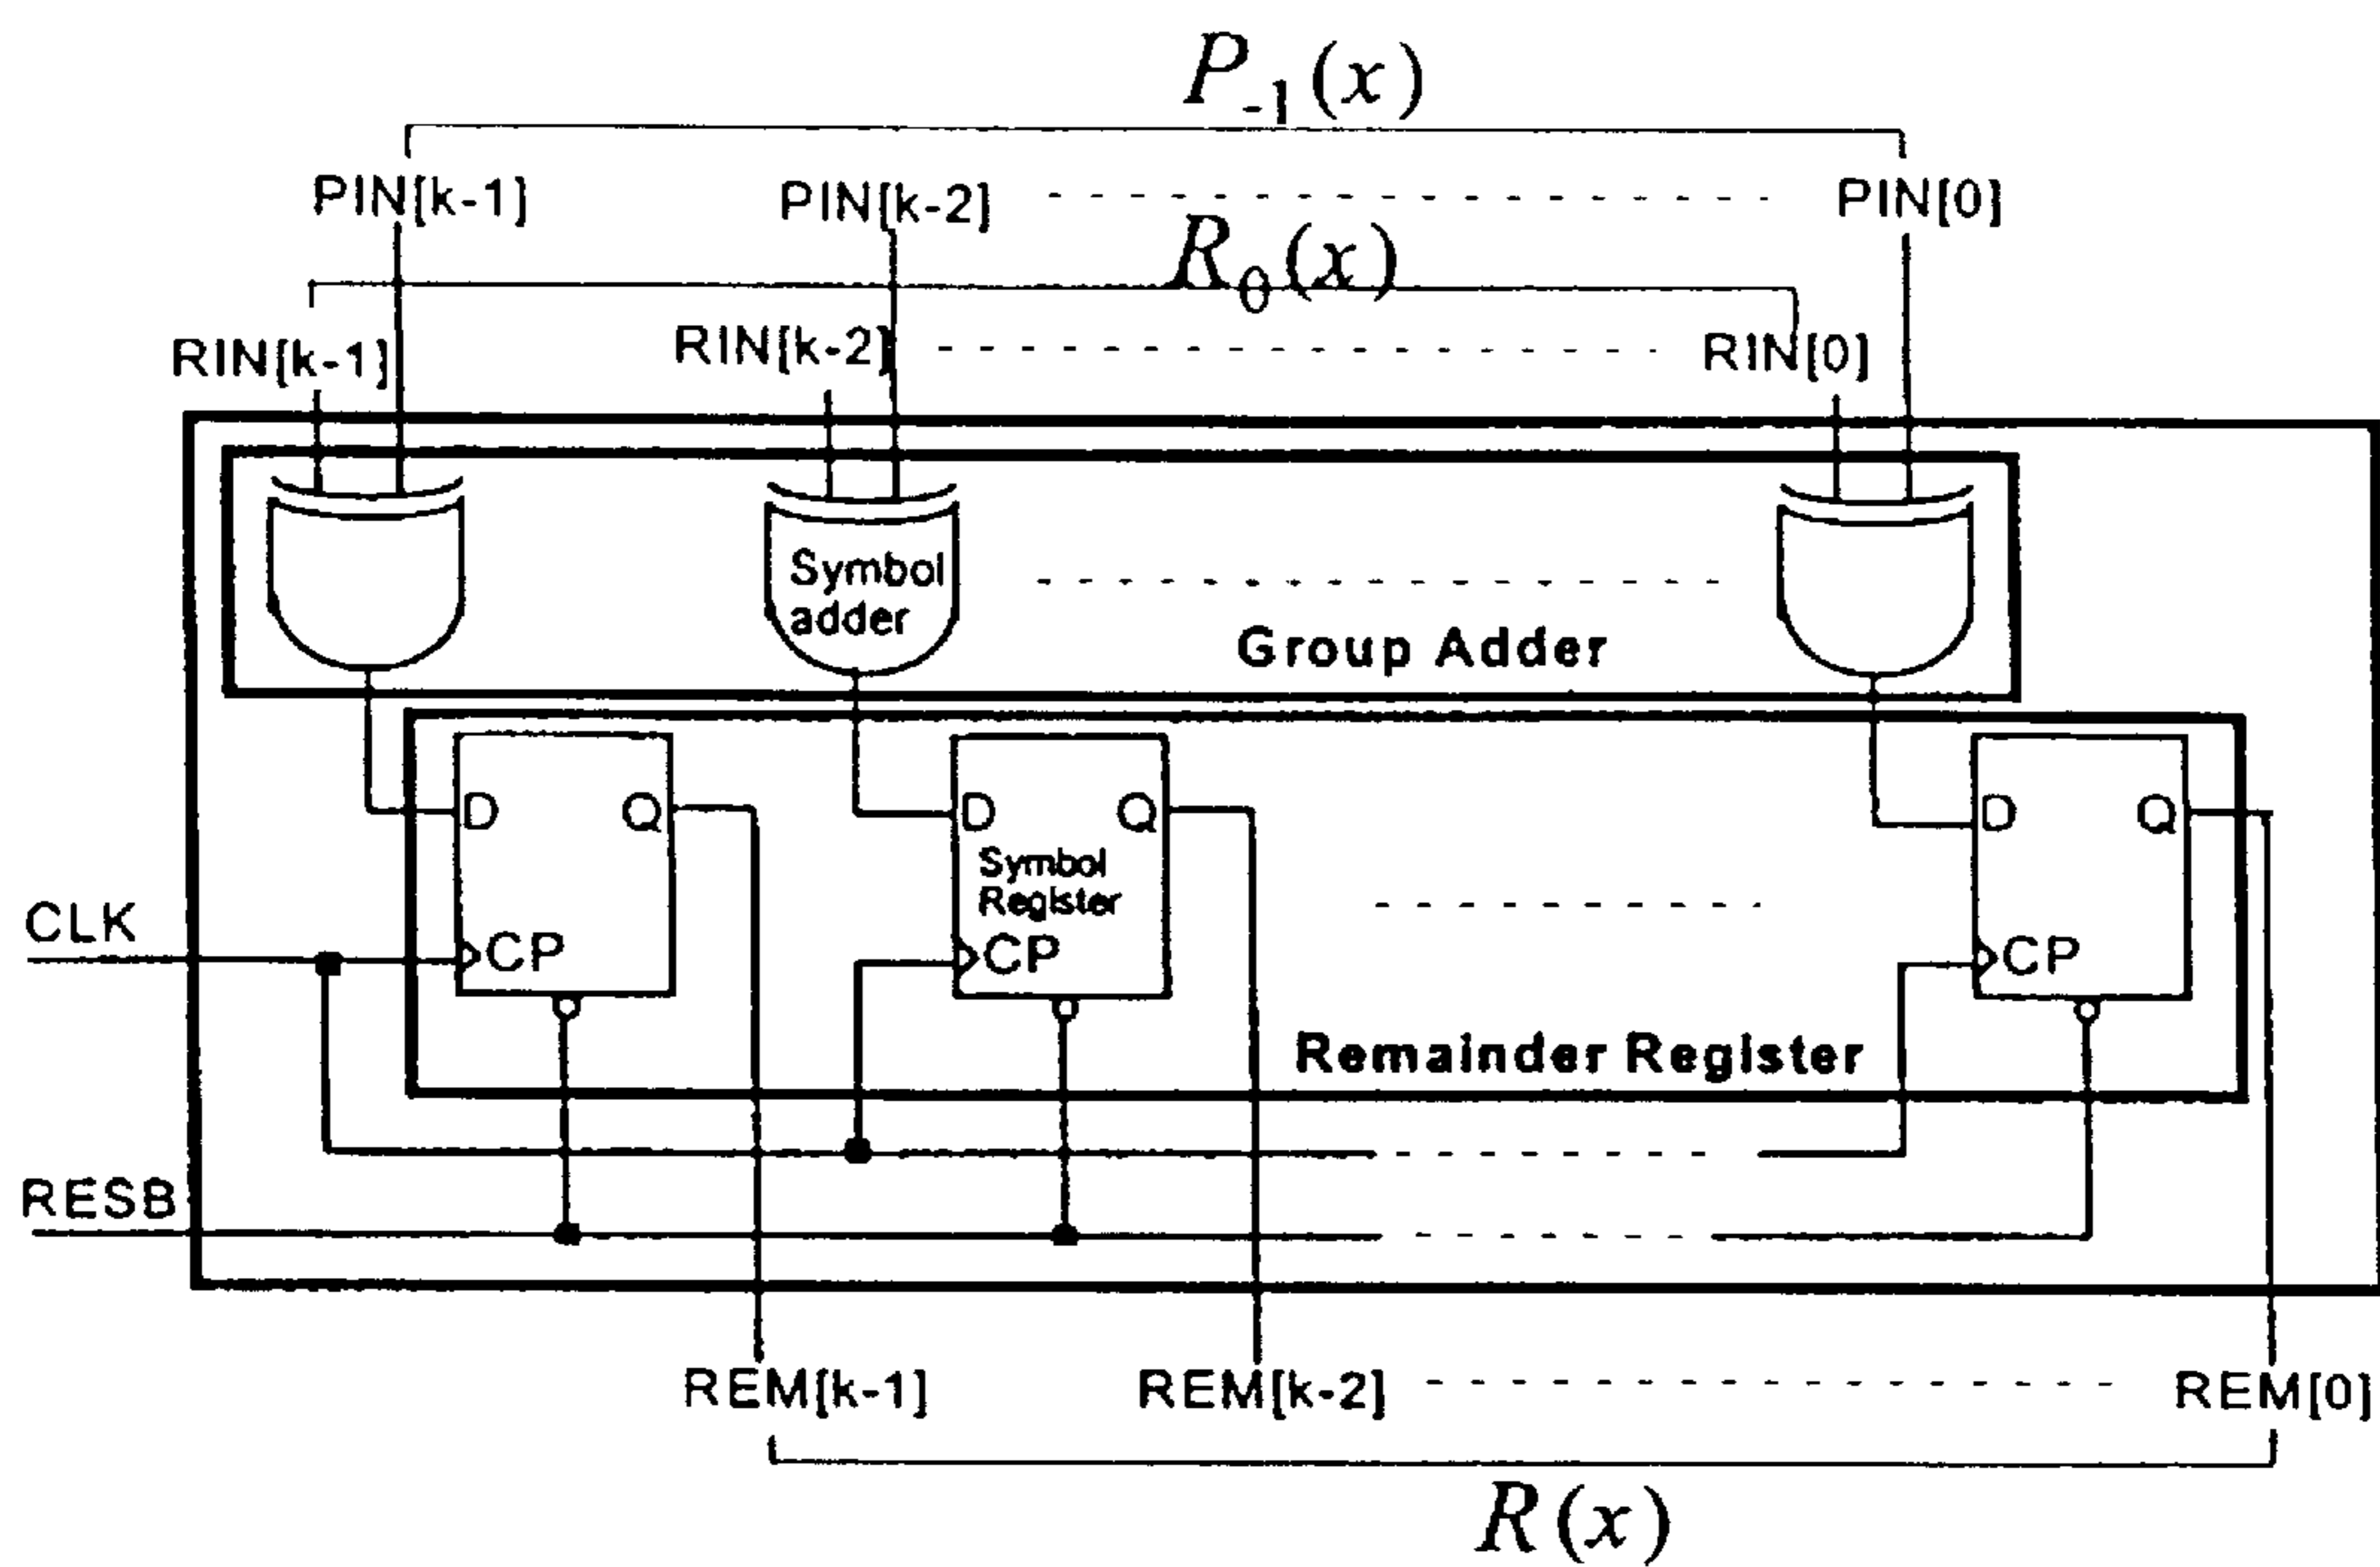 P₋₁(x)
PIN[k-1] PIN[k-2] PIN[0]
R₀(x)
RIN[k-1] RIN[k-2] RIN[0]
Symbol
adder
Group Adder
D Q D Q D Q
Symbol
Register
CLK
CP CP CP
Remainder Register
RESB
REM[k-1] REM[k-2] REM[0]
R(x)